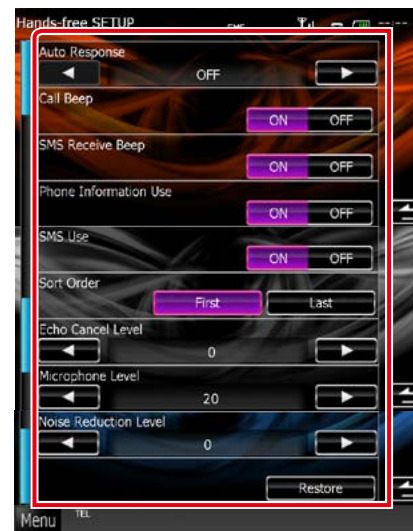 Hands-free SETUP
Auto Response
OFF
Call Beep
ON OFF
SMS Receive Beep
ON OFF
Phone Information Use
ON OFF
SMS Use
ON OFF
Sort Order
First Last
Echo Cancel Level
0
Microphone Level
20
Noise Reduction Level
0
Restore
Menu TEL